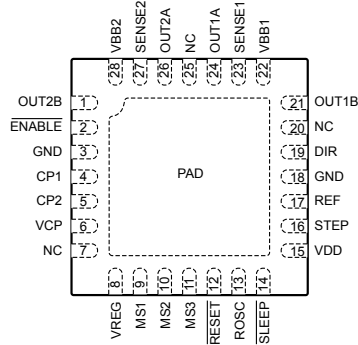 VBB2
SENSE2
OUT2A
NC
OUT1A
SENSE1
VBB1
28
27
26
25
24
23
22
OUT2B 1
ENABLE 2
GND 3
CP1 4
CP2 5
VCP 6
NC 7
PAD
21 OUT1B
20 NC
19 DIR
18 GND
17 REF
16 STEP
15 VDD
8
9
10
11
12
13
14
VREG
MS1
MS2
MS3
RESET
ROSC
SLEEP